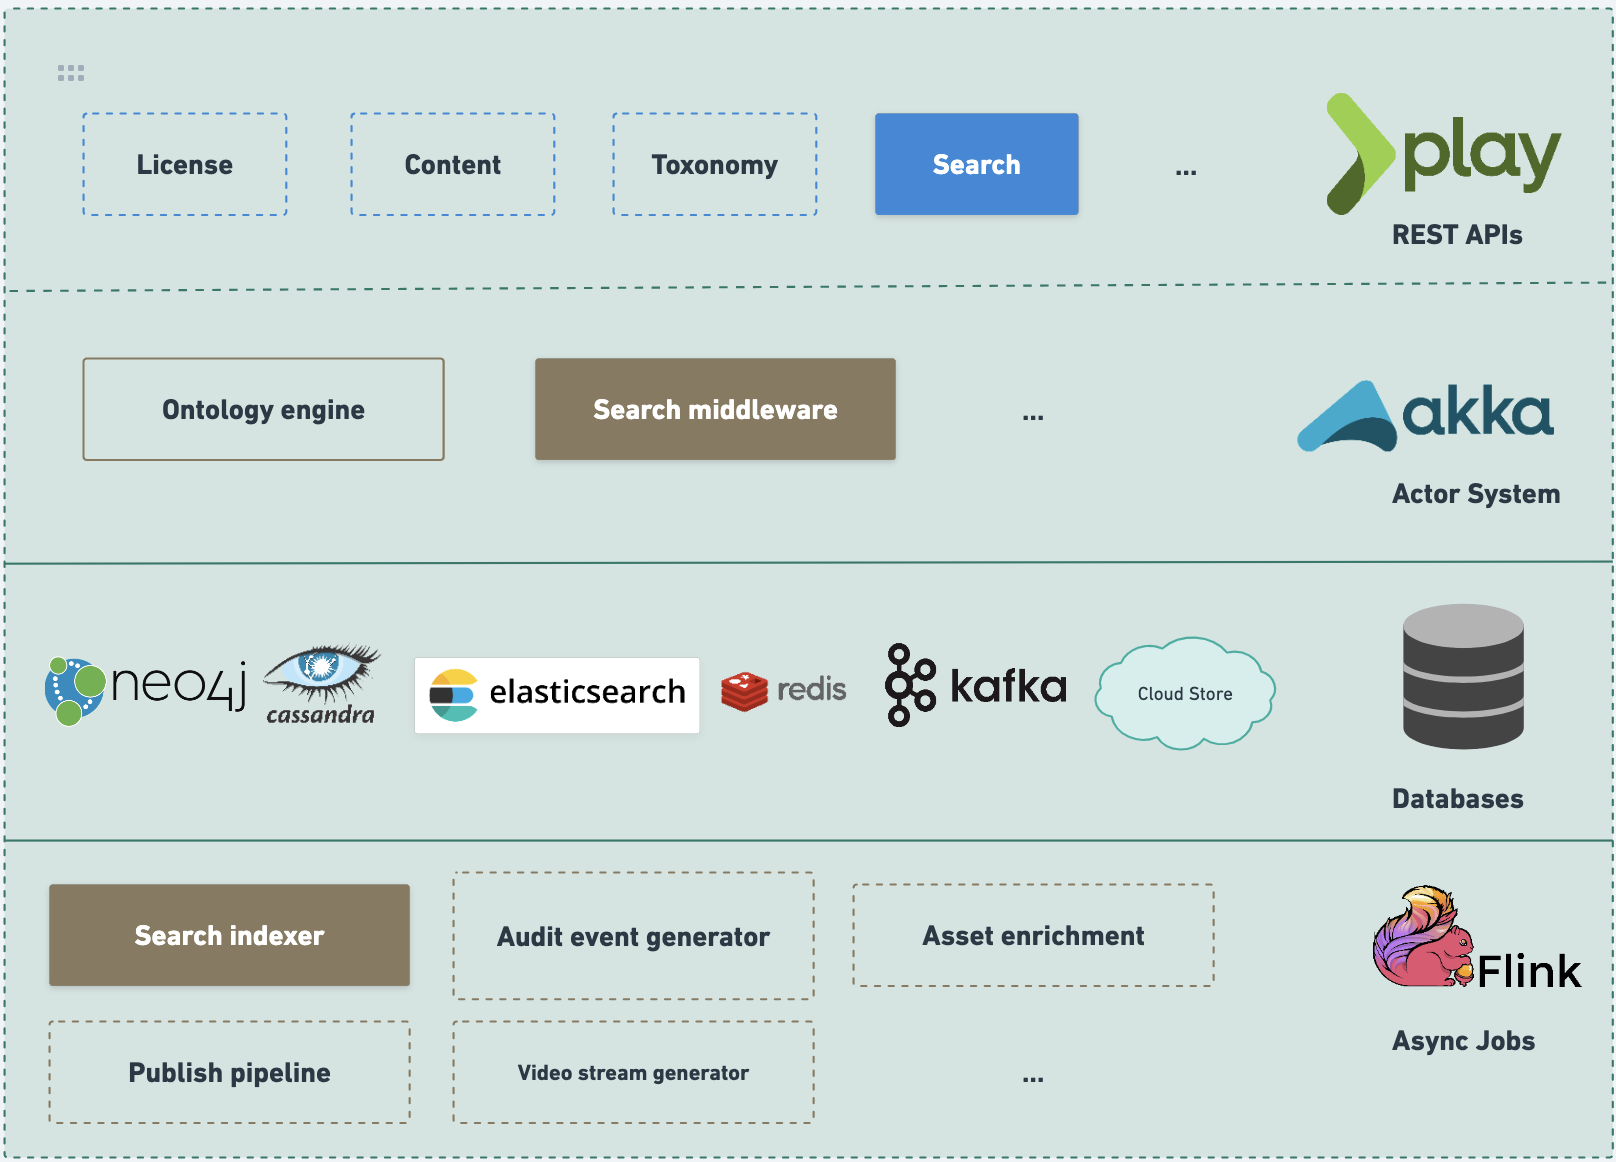 License
Content
Toxonomy
Search
...
play
REST APIs
Ontology engine
Search middleware
...
akka
Actor System
neo4j
cassandra
elasticsearch
redis
kafka
Cloud Store
Databases
Search indexer
Audit event generator
Asset enrichment
Flink
Async Jobs
Publish pipeline
Video stream generator
...